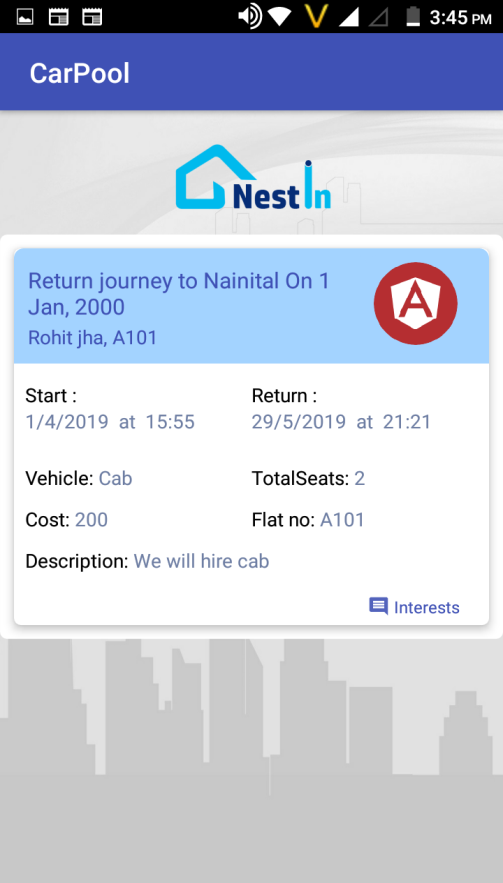 3:45 PM
CarPool
NestIn
Return journey to Nainital On 1
Jan, 2000
Rohit jha, A101
Start :
1/4/2019 at 15:55
Return :
29/5/2019 at 21:21
Vehicle: Cab
TotalSeats: 2
Cost: 200
Flat no: A101
Description: We will hire cab
Interests